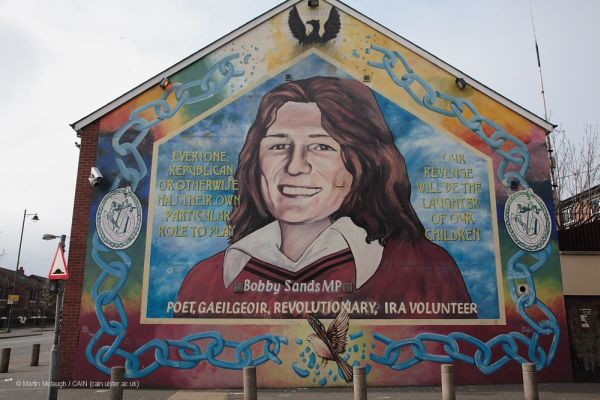 EVERYONE,
REPUBLICAN
OR OTHERWISE
HAS THEIR OWN
PARTICULAR
ROLE TO PLAY
...OUR
REVENGE
WILL BE THE
LAUGHTER
OF OUR
CHILDREN
BOBBY SANDS MP
POET, GAEILGEOIR, REVOLUTIONARY, IRA VOLUNTEER
© Martin Melaugh / CAIN (cain.ulster.ac.uk)